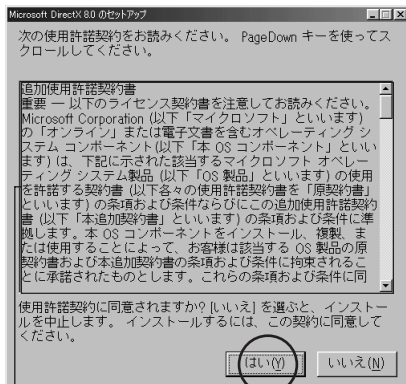 Microsoft DirectX 8.0 のセットアップ
次の使用許諾契約をお読みください。 PageDown キーを使ってス
クロールしてください。
追加使用許諾契約書
重要 — 以下のライセンス契約書を注意してお読みください。
Microsoft Corporation (以下「マイクロソフト」といいます)
の「オンライン」または電子文書を含むオペレーティング シ
ステム コンポーネント(以下「本 OS コンポーネント」といい
ます) は、下記に示された該当するマイクロソフト オペレー
ティング システム製品 (以下「OS 製品」といいます) の使用
を許諾する契約書 (以下各々の使用許諾契約書を「原契約書」
といいます) の条項および条件ならびにこの追加使用許諾契約
書 (以下「本追加契約書」といいます) の条項および条件に準
拠します。本 OS コンポーネントをインストール、複製、ま
たは使用することによって、お客様は該当する OS 製品の原
契約書および本追加契約書の条項および条件に拘束されるこ
とに承諾されたものとします。これらの条項および条件に同
使用許諾契約に同意されますか? [いいえ] を選ぶと、インストー
ルを中止します。 インストールするには、この契約に同意して
ください。
はい(Y) いいえ(N)